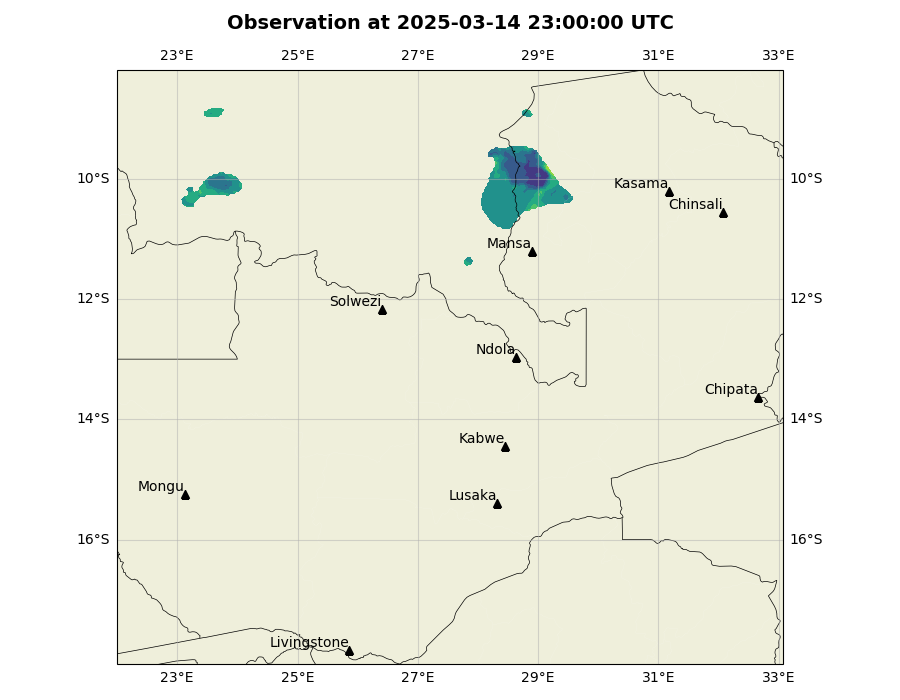 Observation at 2025-03-14 23:00:00 UTC
23°E 25°E 27°E 29°E 31°E 33°E
10°S 10°S
Kasama
Chinsali
Mansa
12°S 12°S
Solwezi
Ndola
Chipata
14°S 14°S
Kabwe
Mongu
Lusaka
16°S 16°S
Livingstone
23°E 25°E 27°E 29°E 31°E 33°E